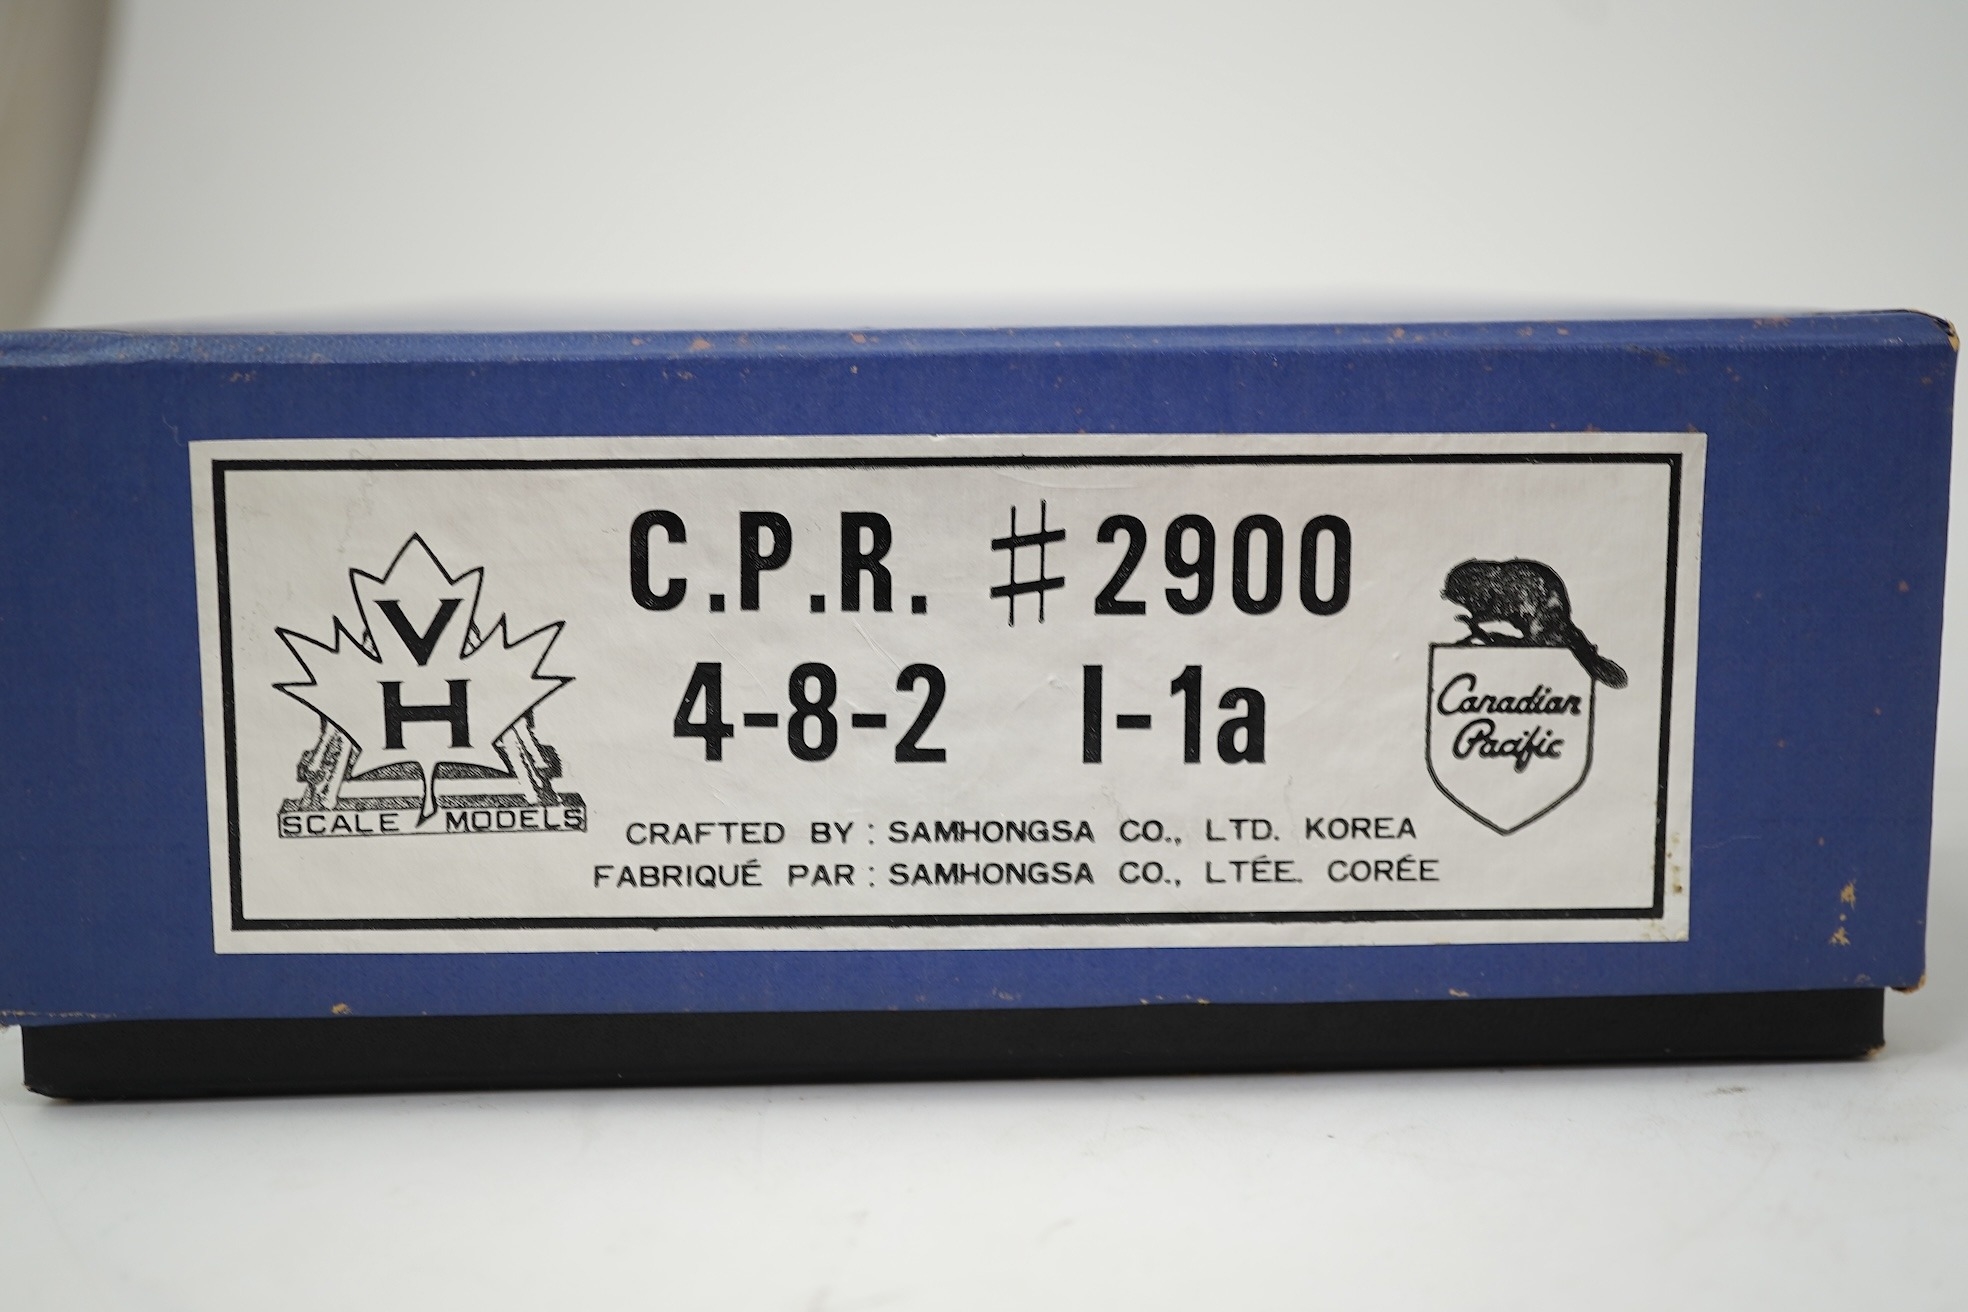 C.P.R. #2900
4-8-2 I-1a
V
H
SCALE MODELS
Canadian
Pacific
CRAFTED BY : SAMHONGSA CO., LTD. KOREA
FABRIQUÉ PAR : SAMHONGSA CO., LTÉE. CORÉE